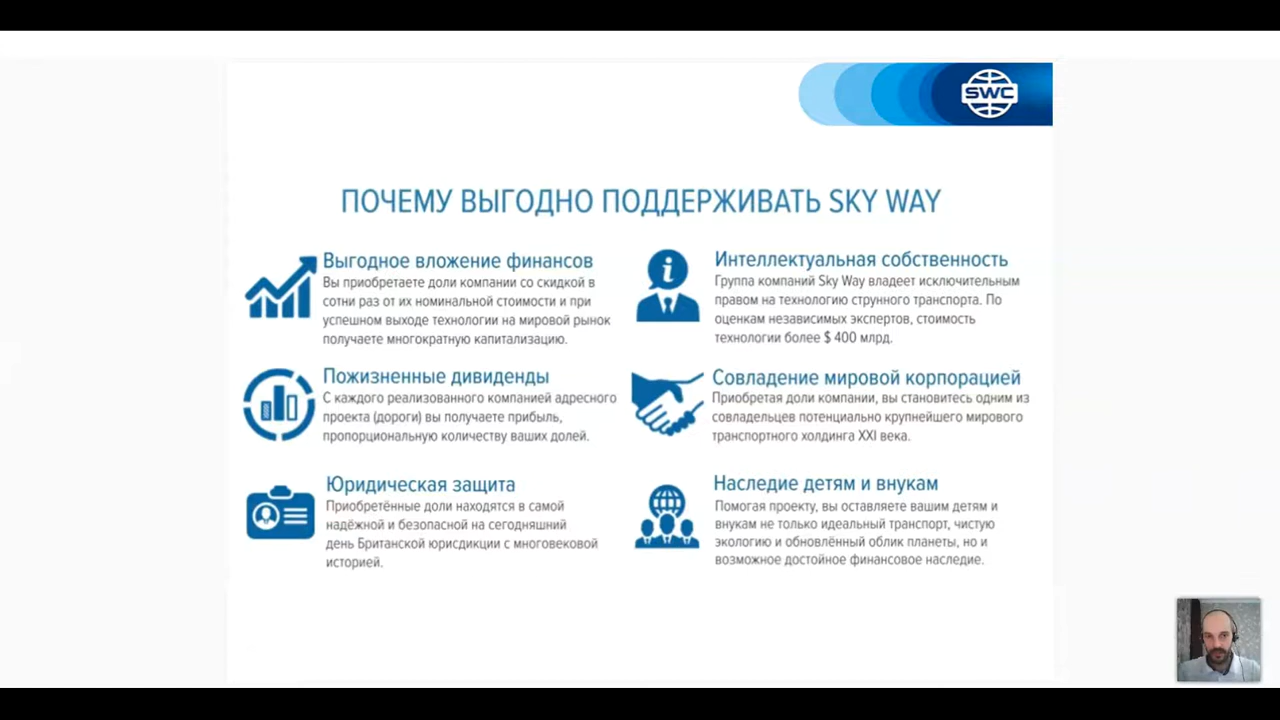 SWC
ПОЧЕМУ ВЫГОДНО ПОДДЕРЖИВАТЬ SKY WAY
Выгодное вложение финансов
Вы приобретаете доли компании со скидкой в
сотни раз от их номинальной стоимости и при
успешном выходе технологии на мировой рынок
получаете многократную капитализацию.
Интеллектуальная собственность
Группа компаний Sky Way владеет исключительным
правом на технологию струнного транспорта. По
оценкам независимых экспертов, стоимость
технологии более $ 400 млрд.
Пожизненные дивиденды
С каждого реализованного компанией адресного
проекта (дороги) вы получаете прибыль,
пропорциональную количеству ваших долей.
Совладение мировой корпорацией
Приобретая доли компании, вы становитесь одним из
совладельцев потенциально крупнейшего мирового
транспортного холдинга XXI века.
Юридическая защита
Приобретённые доли находятся в самой
надёжной и безопасной на сегодняшний
день Британской юрисдикции с многовековой
историей.
Наследие детям и внукам
Помогая проекту, вы оставляете вашим детям и
внукам не только идеальный транспорт, чистую
экологию и обновлённый облик планеты, но и
возможное достойное финансовое наследие.